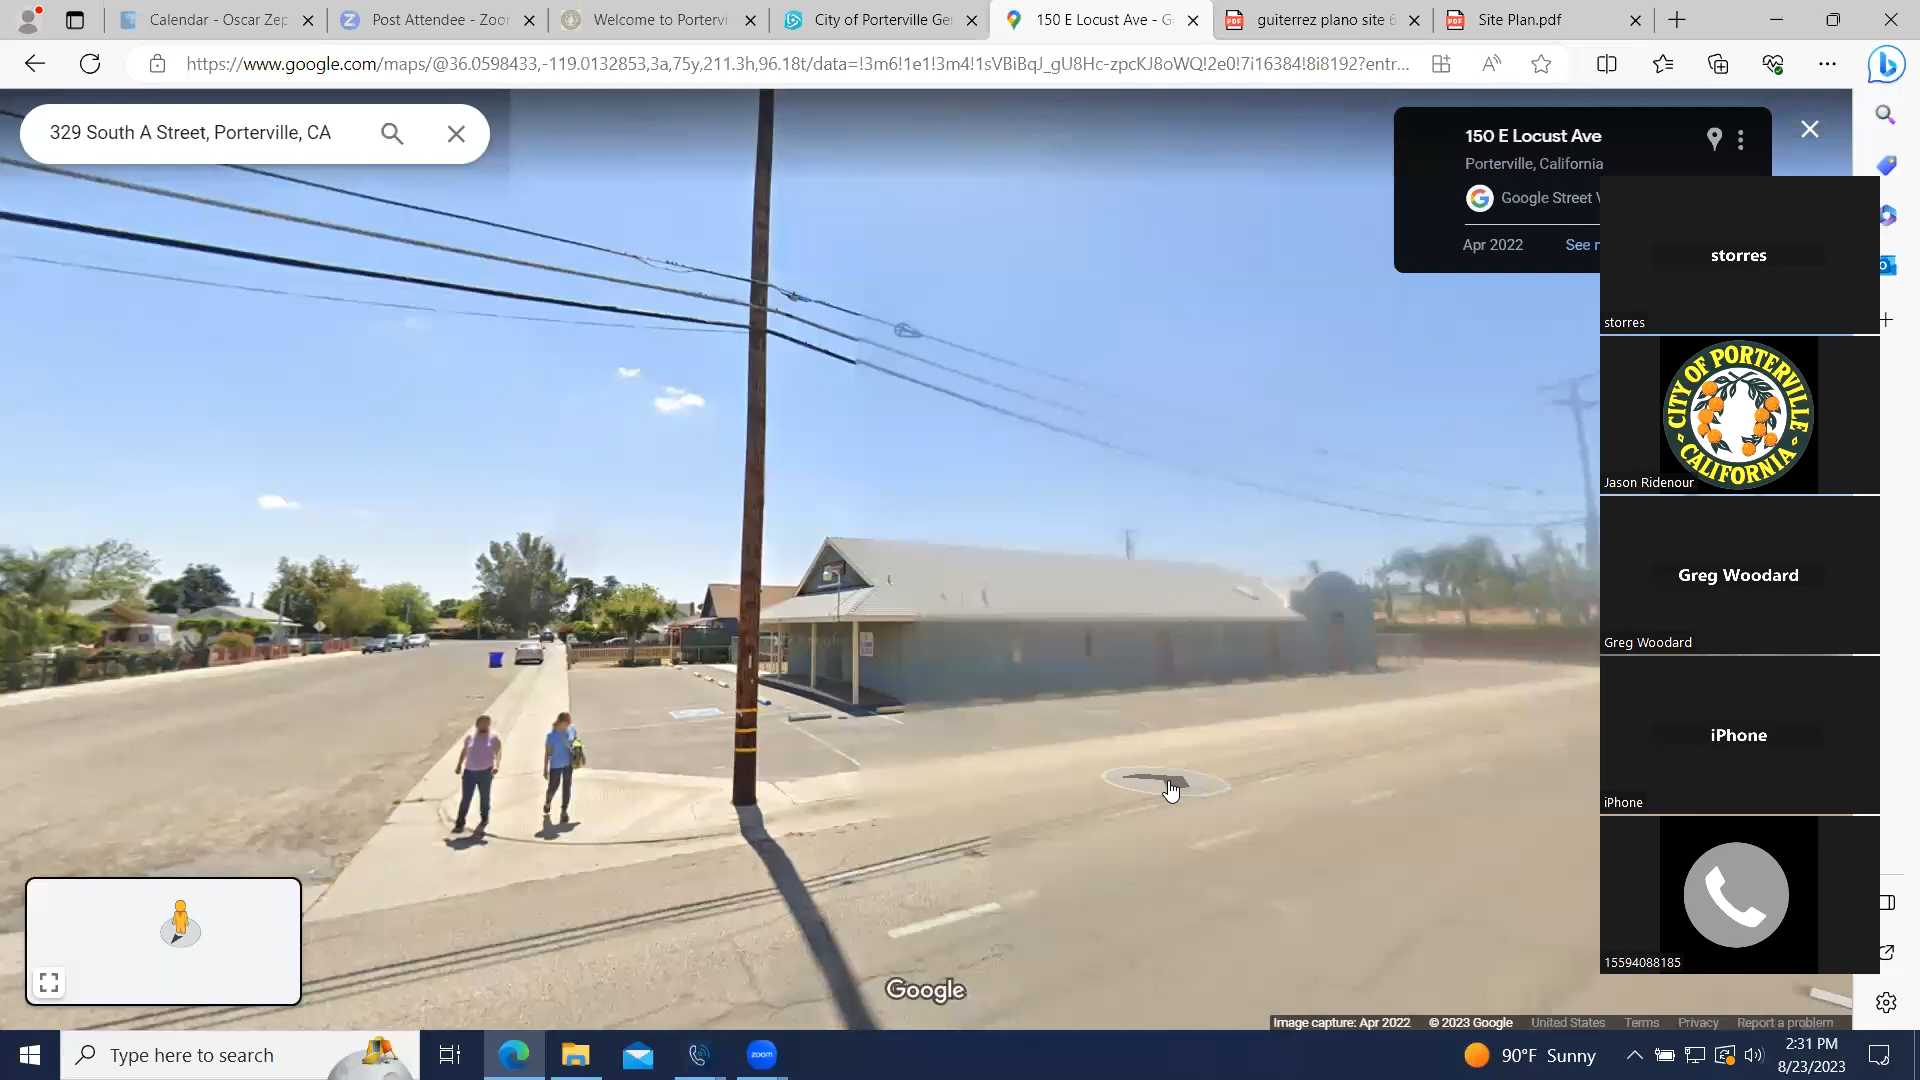 Calendar - Oscar Zep
Post Attendee - Zoor
Welcome to Portervi
City of Porterville Ger
150 E Locust Ave - G
guiterrez plano site 6
Site Plan.pdf
https://www.google.com/maps/@36.0598433,-119.0132853,3a,75y,211.3h,96.18t/data=!3m6!1e1!3m4!1sVBiBqJ_gU8Hc-zpcKJ8oWQ!2e0!7i16384!8i8192?entr...
329 South A Street, Porterville, CA
150 E Locust Ave
Porterville, California
Google Street V
Apr 2022
See r
storres
storres
CITY OF PORTERVILLE
CALIFORNIA
Jason Ridenour
Greg Woodard
Greg Woodard
iPhone
iPhone
15594088185
Google
Image capture: Apr 2022 © 2023 Google United States Terms Privacy Report a problem
Type here to search
zoom
90°F Sunny
2:31 PM
8/23/2023